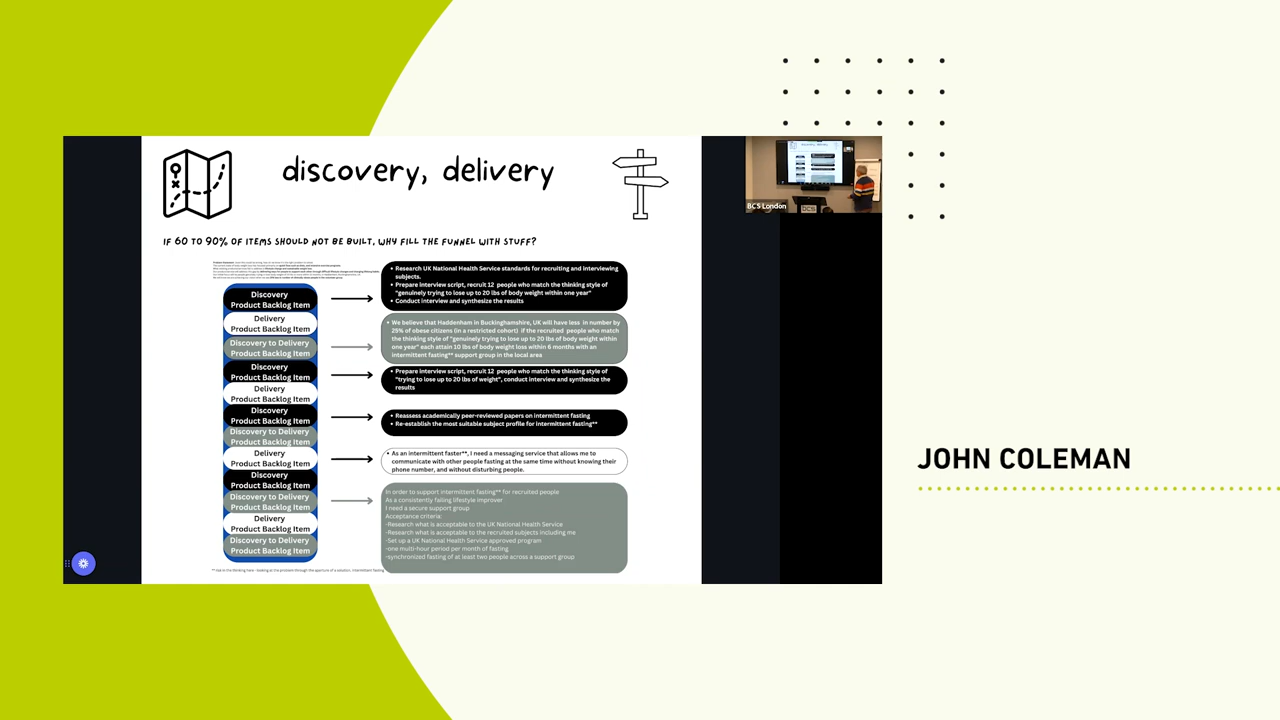 discovery, delivery
IF 60 TO 90% OF ITEMS SHOULD NOT BE BUILT, WHY FILL THE FUNNEL WITH STUFF?
Discovery
Product Backlog Item
Delivery
Product Backlog Item
Discovery to Delivery
Product Backlog Item
Discovery
Product Backlog Item
Delivery
Product Backlog Item
Discovery
Product Backlog Item
Discovery to Delivery
Product Backlog Item
Delivery
Product Backlog Item
Discovery
Product Backlog Item
Discovery to Delivery
Product Backlog Item
Delivery
Product Backlog Item
Discovery to Delivery
Product Backlog Item
• Research UK National Health Service standards for recruiting and interviewing
subjects.
• Prepare interview script, recruit 12 people who match the thinking style of
"genuinely trying to lose up to 20 lbs of body weight within one year"
• Conduct interview and synthesize the results
• We believe that Haddenham in Buckinghamshire, UK will have less in number by
25% of obese citizens (in a restricted cohort) if the recruited people who match
the thinking style of "genuinely trying to lose up to 20 lbs of body weight within
one year" each attain 10 lbs of body weight loss within 6 months with an
intermittent fasting** support group in the local area
• Prepare interview script, recruit 12 people who match the thinking style of
"trying to lose up to 20 lbs of weight", conduct interview and synthesize the
results
• Reassess academically peer-reviewed papers on intermittent fasting
• Re-establish the most suitable subject profile for intermittent fasting**
• As an intermittent faster**, I need a messaging service that allows me to
communicate with other people fasting at the same time without knowing their
phone number, and without disturbing people.
In order to support intermittent fasting** for recruited people
As a consistently failing lifestyle improver
I need a secure support group
Acceptance criteria:
-Research what is acceptable to the UK National Health Service
-Research what is acceptable to the recruited subjects including me
-Set up a UK National Health Service approved program
-one multi-hour period per month of fasting
-synchronized fasting of at least two people across a support group
BCS London
JOHN COLEMAN